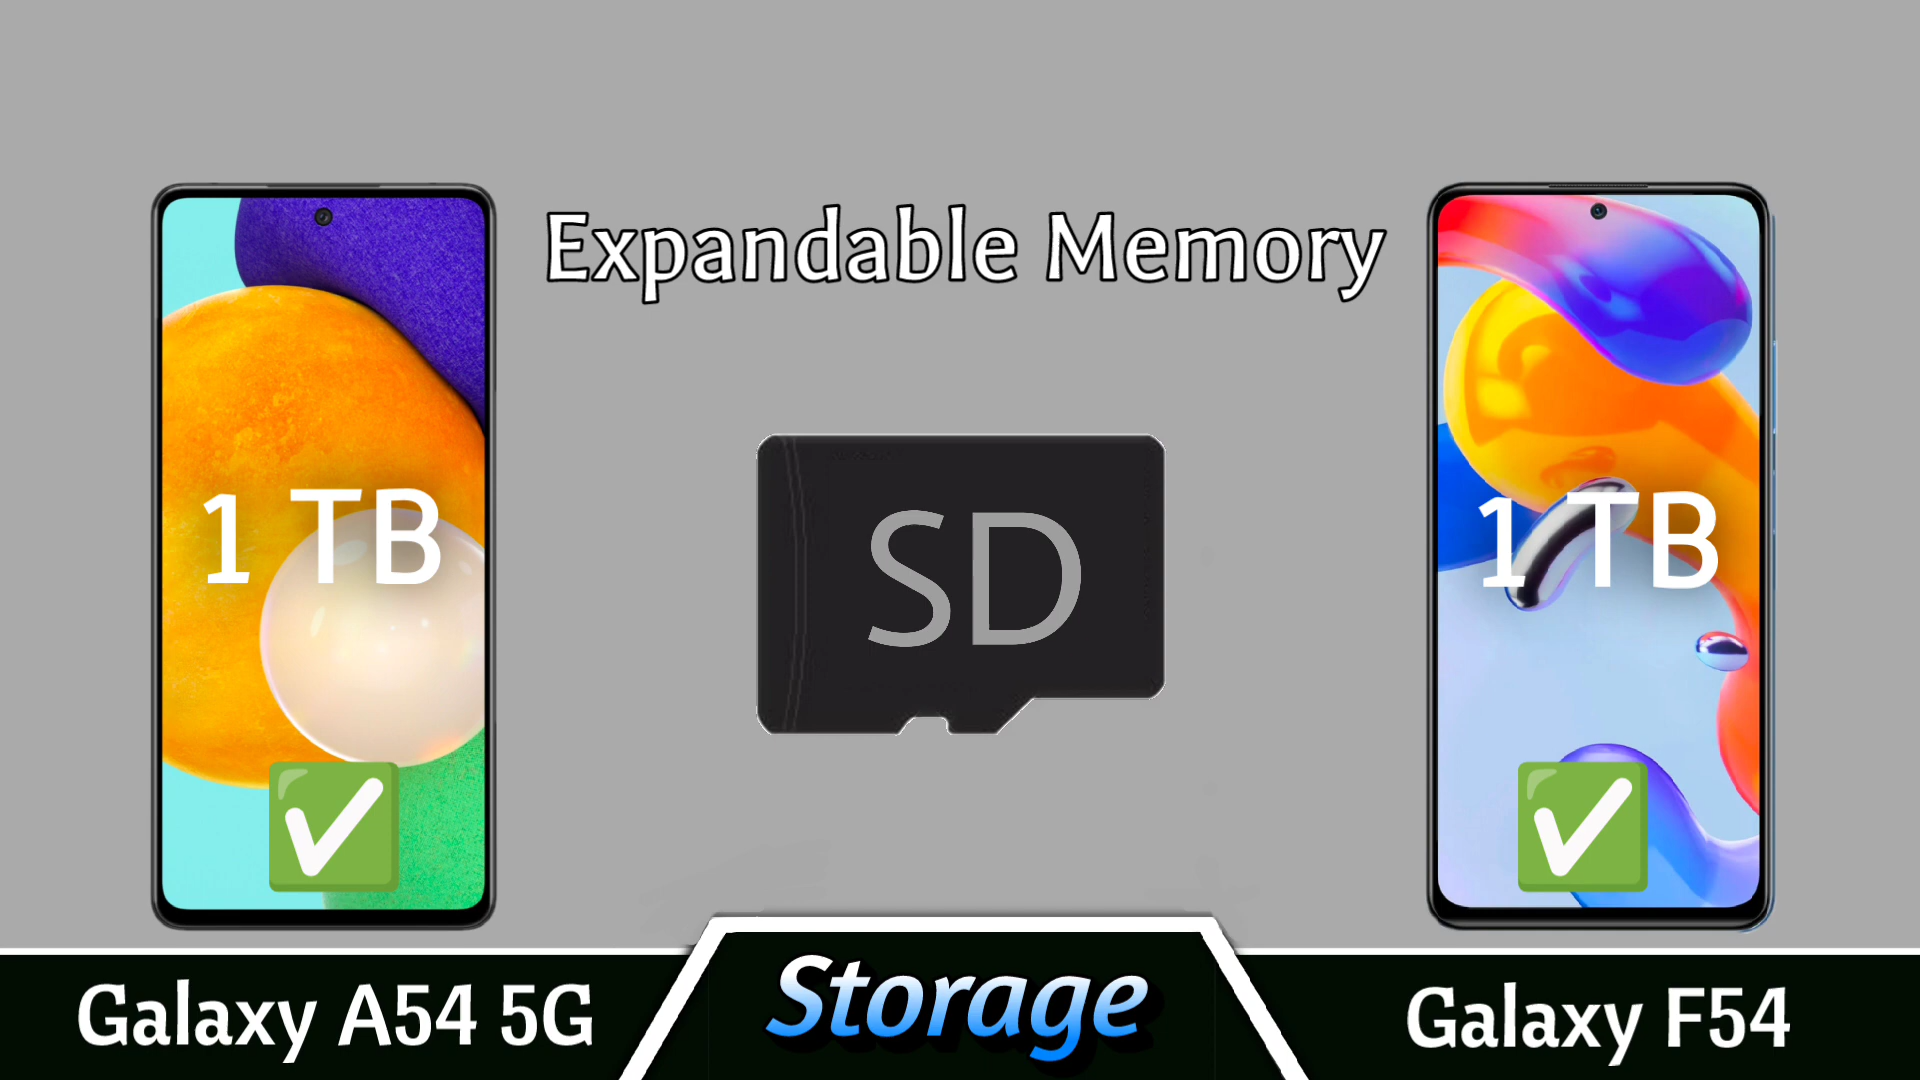 Expandable Memory
1 TB
SD
1 TB
Galaxy A54 5G
Storage
Galaxy F54